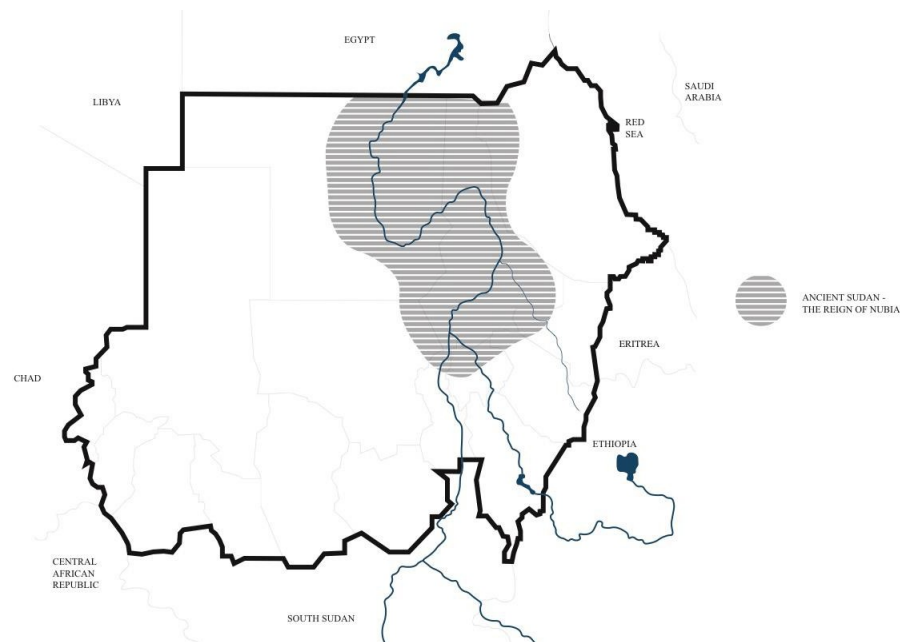 EGYPT
LIBYA
SAUDI
ARABIA
RED
SEA
ANCIENT SUDAN -
THE REIGN OF NUBIA
ERITREA
CHAD
ETHIOPIA
CENTRAL
AFRICAN
REPUBLIC
SOUTH SUDAN